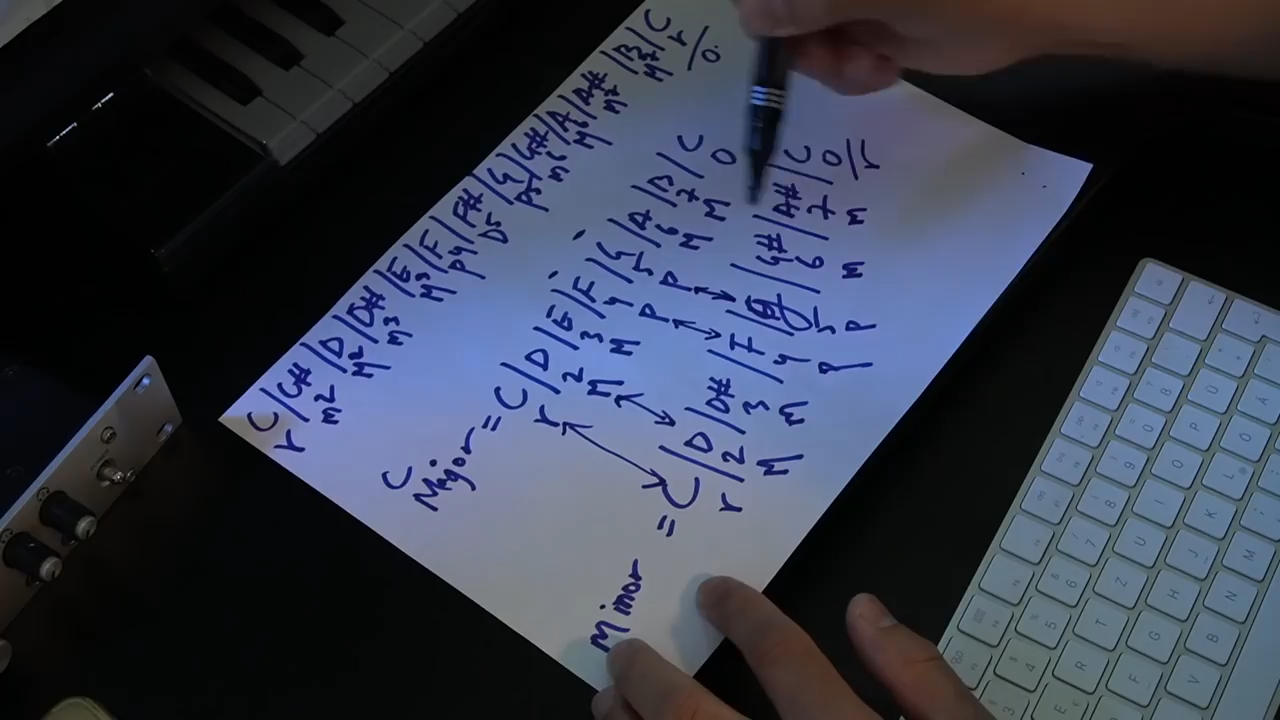 C/C#/D/D#/E/F/F#/G/G#/A/A#/B/C
r m2 M2 m3 M3 P4 D5 P5 m6 M6 m7 M7 r/O
C
Major = C/D/E/F/G/A/B/C
r 2 3 4 5 6 7 O
M M P P M M
Minor = C/D/D#/F/G/G#/A#/C
r/2 3 4 5 6/7/O
M m P P m m r